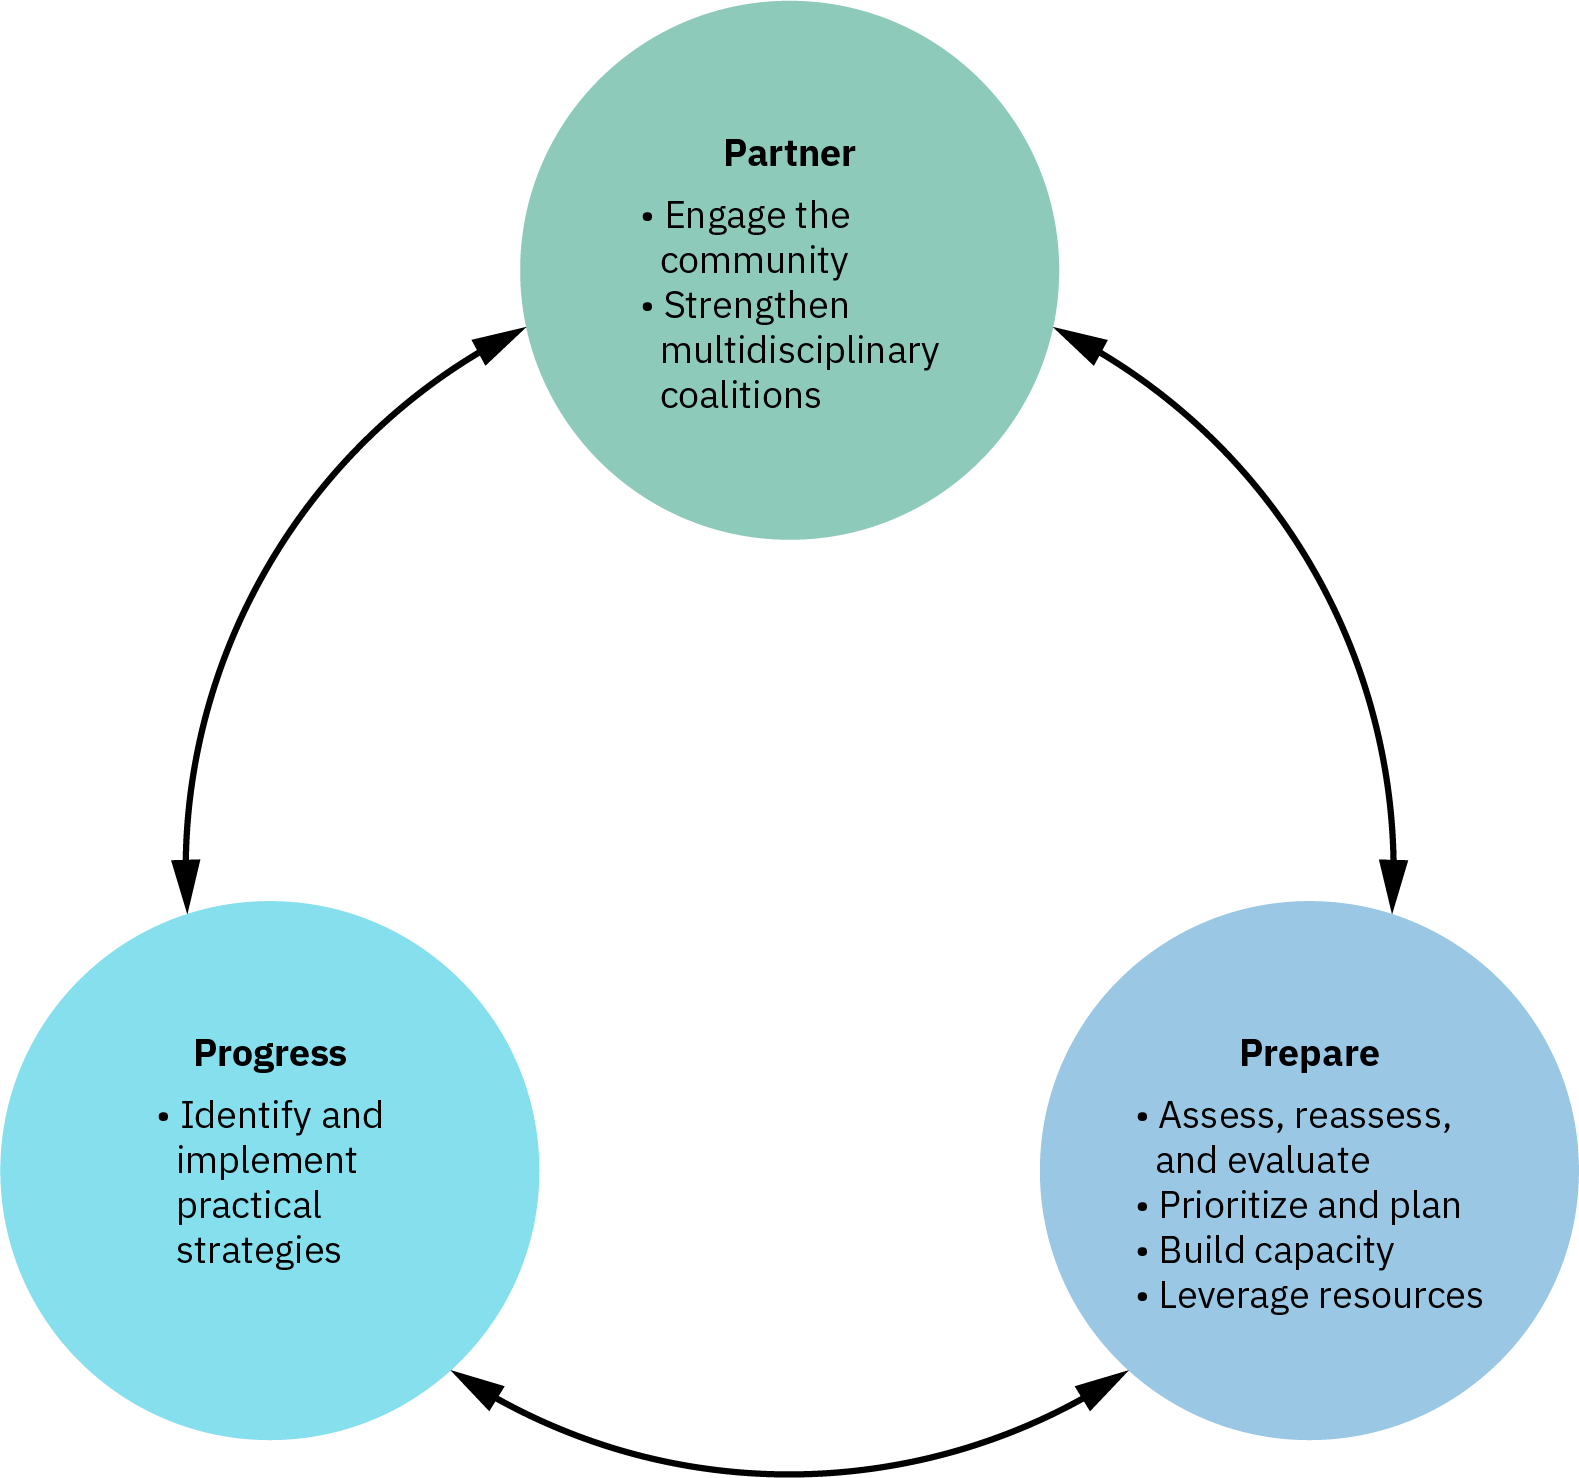 Partner
• Engage the
community
• Strengthen
multidisciplinary
coalitions
Progress
• Identify and
implement
practical
strategies
Prepare
• Assess, reassess,
and evaluate
• Prioritize and plan
• Build capacity
• Leverage resources